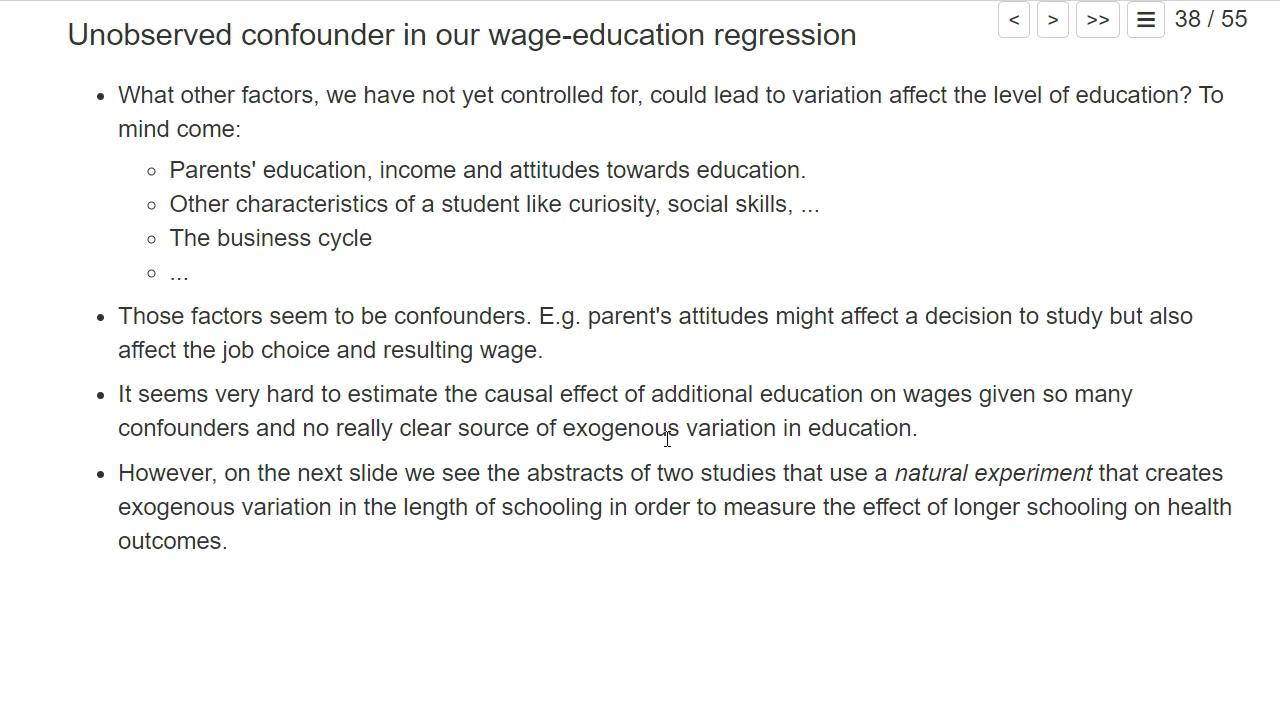 Unobserved confounder in our wage-education regression
< > >> ☰ 38 / 55
• What other factors, we have not yet controlled for, could lead to variation affect the level of education? To
mind come:
◦ Parents' education, income and attitudes towards education.
◦ Other characteristics of a student like curiosity, social skills, ...
◦ The business cycle
◦ ...
• Those factors seem to be confounders. E.g. parent's attitudes might affect a decision to study but also
affect the job choice and resulting wage.
• It seems very hard to estimate the causal effect of additional education on wages given so many
confounders and no really clear source of exogenous variation in education.
• However, on the next slide we see the abstracts of two studies that use a natural experiment that creates
exogenous variation in the length of schooling in order to measure the effect of longer schooling on health
outcomes.